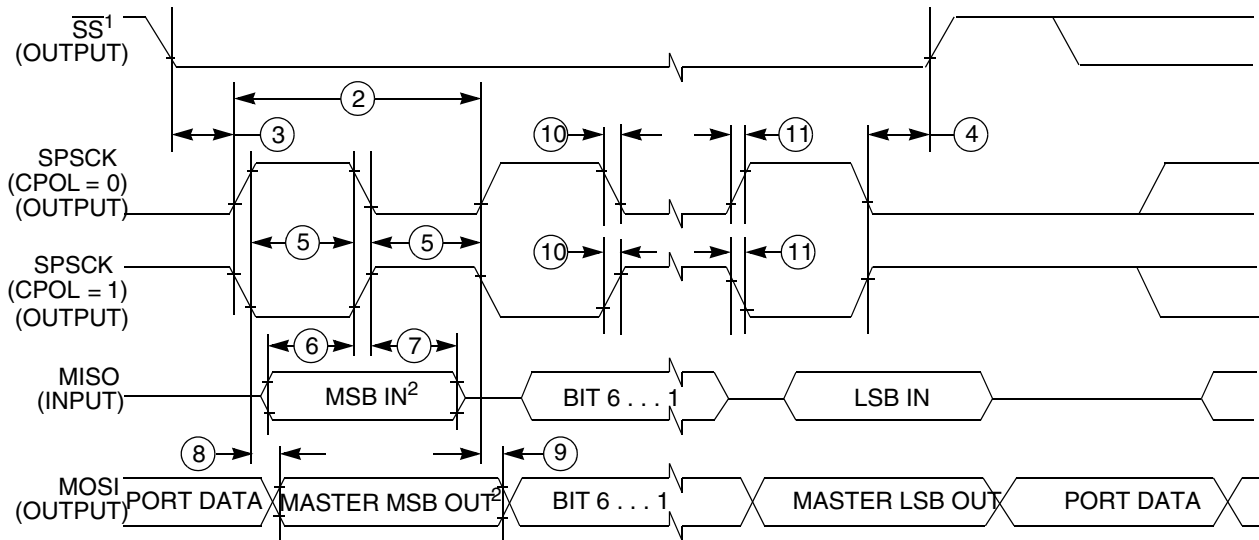 SS¹
(OUTPUT)
2
3
10
11
4
SPSCK
(CPOL = 0)
(OUTPUT)
5
5
SPSCK
(CPOL = 1)
(OUTPUT)
10
11
6
7
MISO
(INPUT)
MSB IN²
BIT 6 . . . 1
LSB IN
8
9
MOSI
(OUTPUT)
PORT DATA
MASTER MSB OUT²
BIT 6 . . . 1
MASTER LSB OUT
PORT DATA